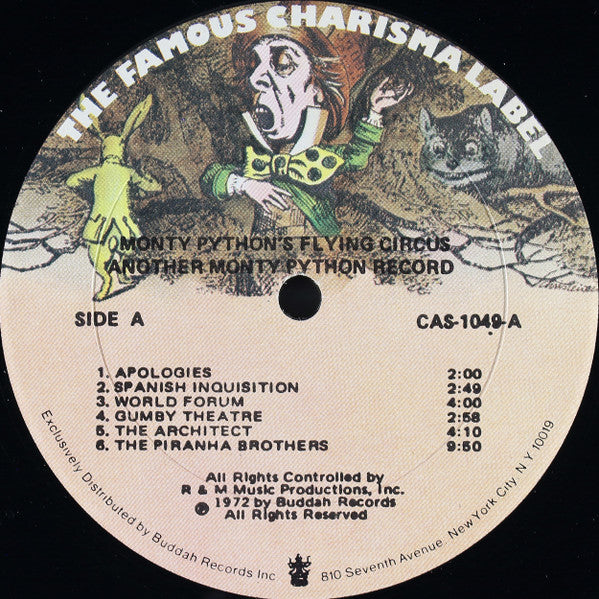 THE FAMOUS CHARISMA LABEL
MONTY PYTHON'S FLYING CIRCUS
ANOTHER MONTY PYTHON RECORD
SIDE A
CAS-1049-A
1. APOLOGIES 2:00
2. SPANISH INQUISITION 2:49
3. WORLD FORUM 4:00
4. GUMBY THEATRE 2:58
5. THE ARCHITECT 4:10
6. THE PIRANHA BROTHERS 9:50
All Rights Controlled by
R & M Music Productions, Inc.
℗ 1972 by Buddah Records
All Rights Reserved
Exclusively Distributed by Buddah Records Inc 810 Seventh Avenue, New York City, N Y 10019